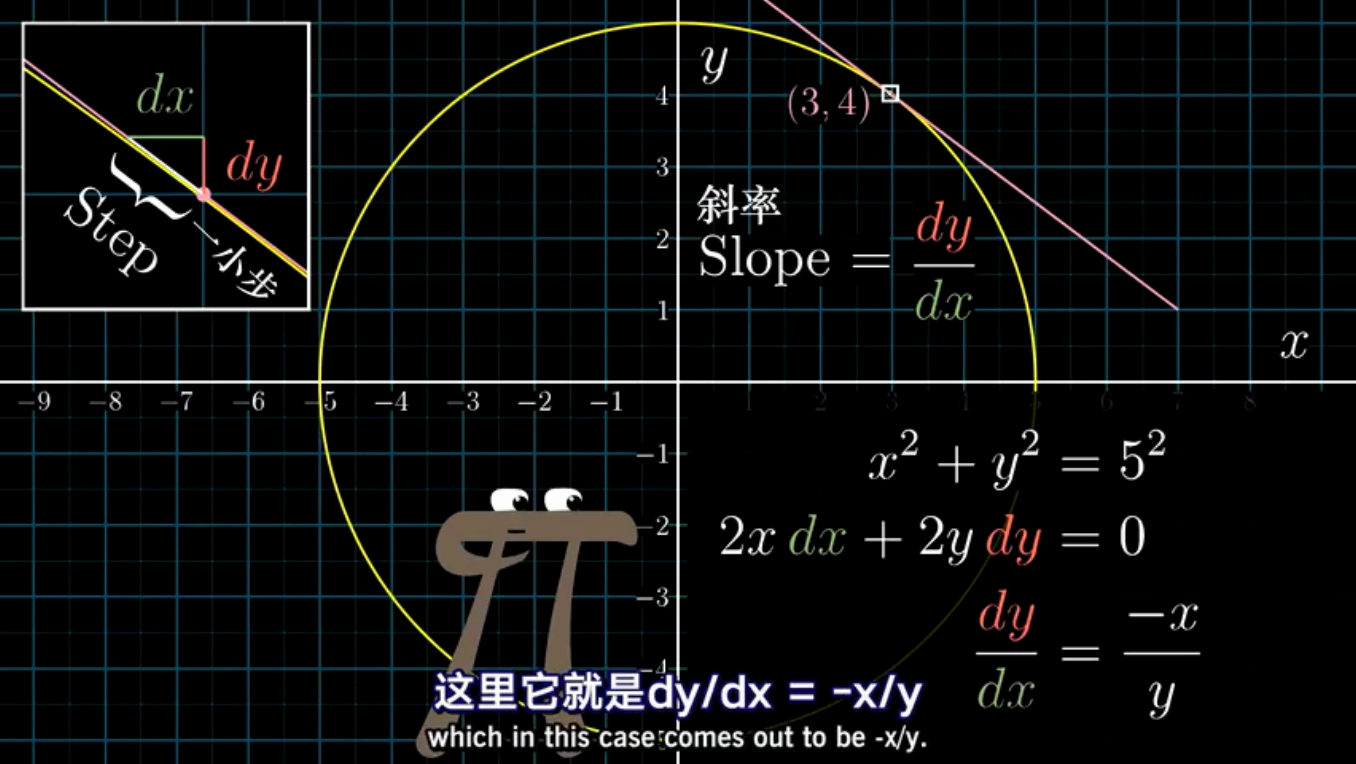 y
dx
4
(3, 4)
dy
3
Step
一小步
斜率
2
Slope = dy/dx
1
x
−9 −8 −7 −6 −5 −4 −3 −2 −1 1 2 3 4 5 6 7 8
−1
x² + y² = 5²
−2
2x dx + 2y dy = 0
−3
dy/dx = −x/y
−4
这里它就是dy/dx = -x/y
which in this case comes out to be -x/y.